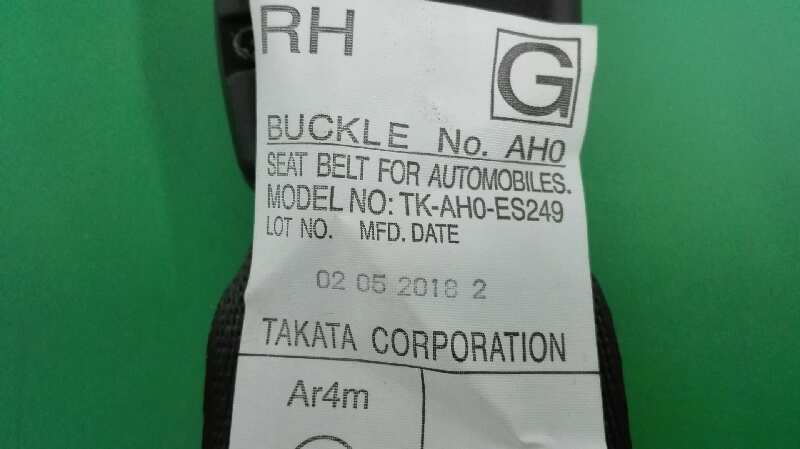 RH
G
BUCKLE No. AH0
SEAT BELT FOR AUTOMOBILES.
MODEL NO: TK-AH0-ES249
LOT NO. MFD. DATE
02 05 2018 2
TAKATA CORPORATION
Ar4m